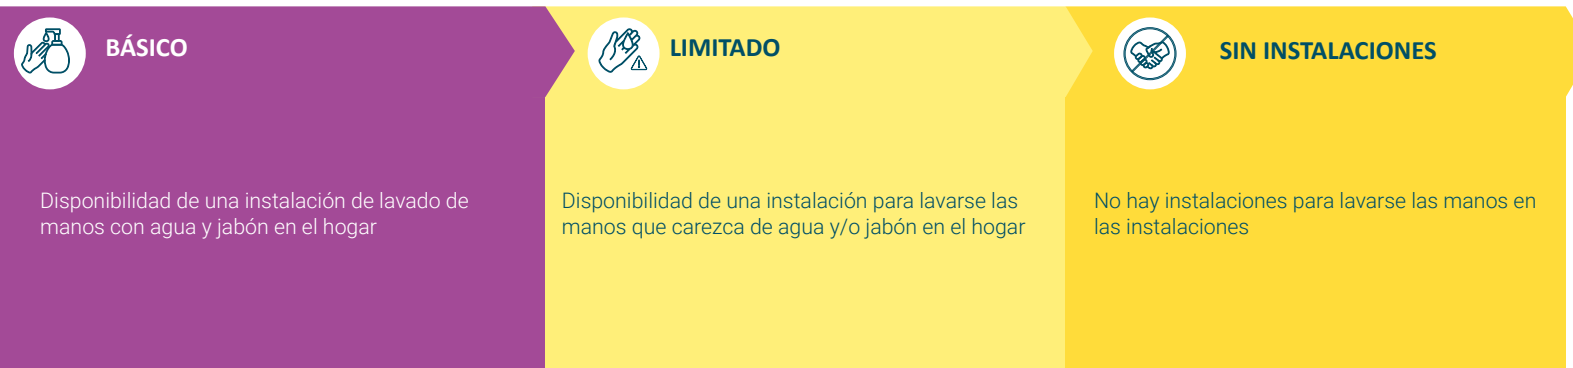 BÁSICO
Disponibilidad de una instalación de lavado de
manos con agua y jabón en el hogar
LIMITADO
Disponibilidad de una instalación para lavarse las
manos que carezca de agua y/o jabón en el hogar
SIN INSTALACIONES
No hay instalaciones para lavarse las manos en
las instalaciones